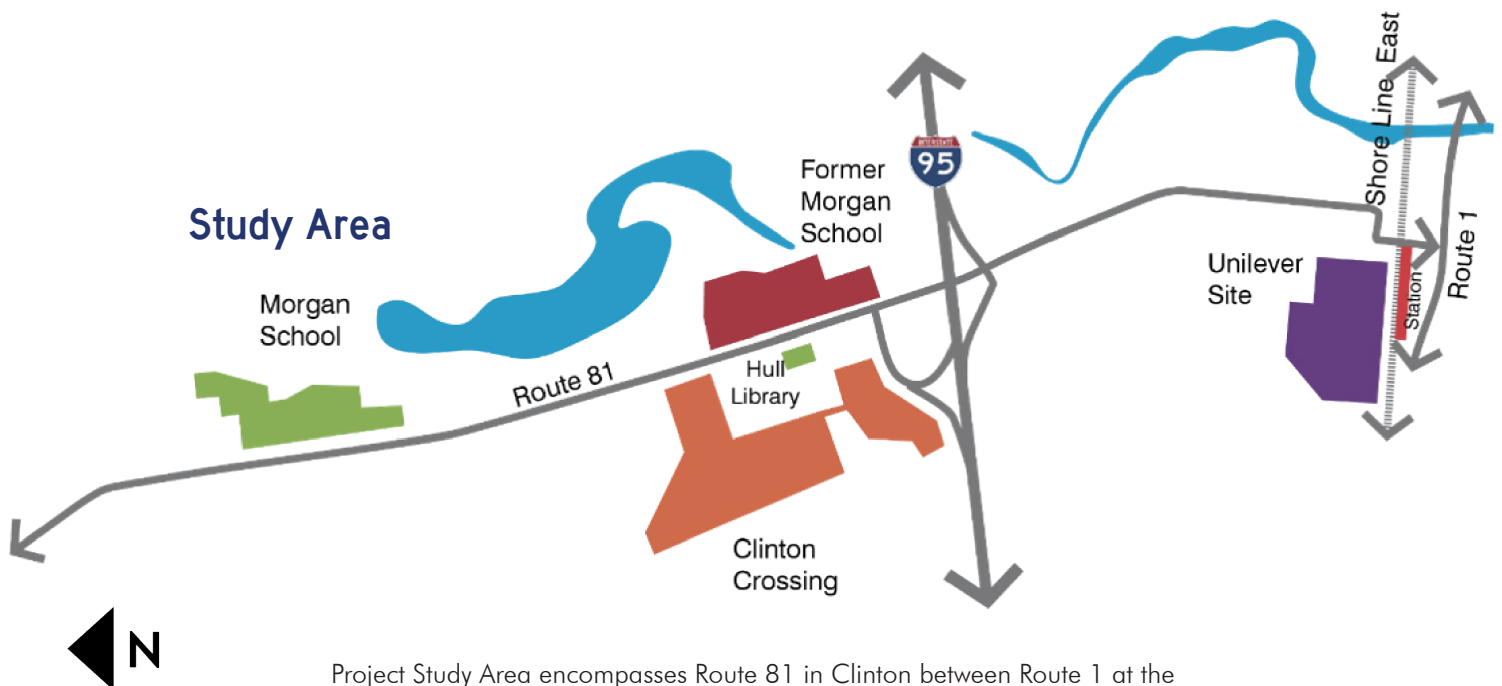 Study Area
Morgan
School
Former
Morgan
School
INTERSTATE
95
Shore Line East
Route 1
Unilever
Site
Station
Route 81
Hull
Library
Clinton
Crossing
N
Project Study Area encompasses Route 81 in Clinton between Route 1 at the